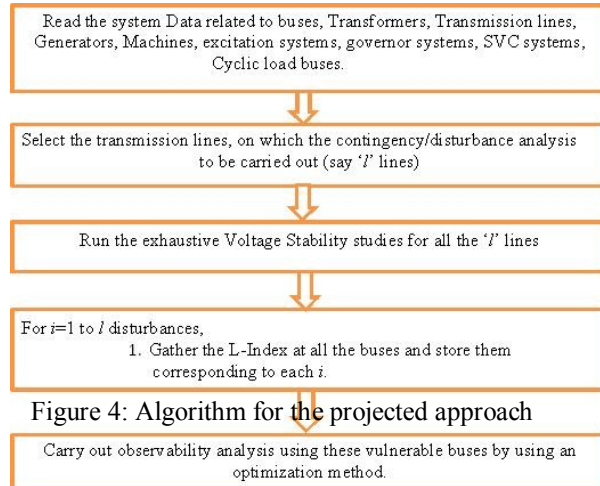 Read the system Data related to buses, Transformers, Transmission lines,
Generators, Machines, excitation systems, governor systems, SVC systems,
Cyclic load buses.
Select the transmission lines, on which the contingency/disturbance analysis
to be carried out (say ‘l’ lines)
Run the exhaustive Voltage Stability studies for all the ‘l’ lines
For i=1 to l disturbances,
1. Gather the L-Index at all the buses and store them
corresponding to each i.
Figure 4: Algorithm for the projected approach
Carry out observability analysis using these vulnerable buses by using an
optimization method.